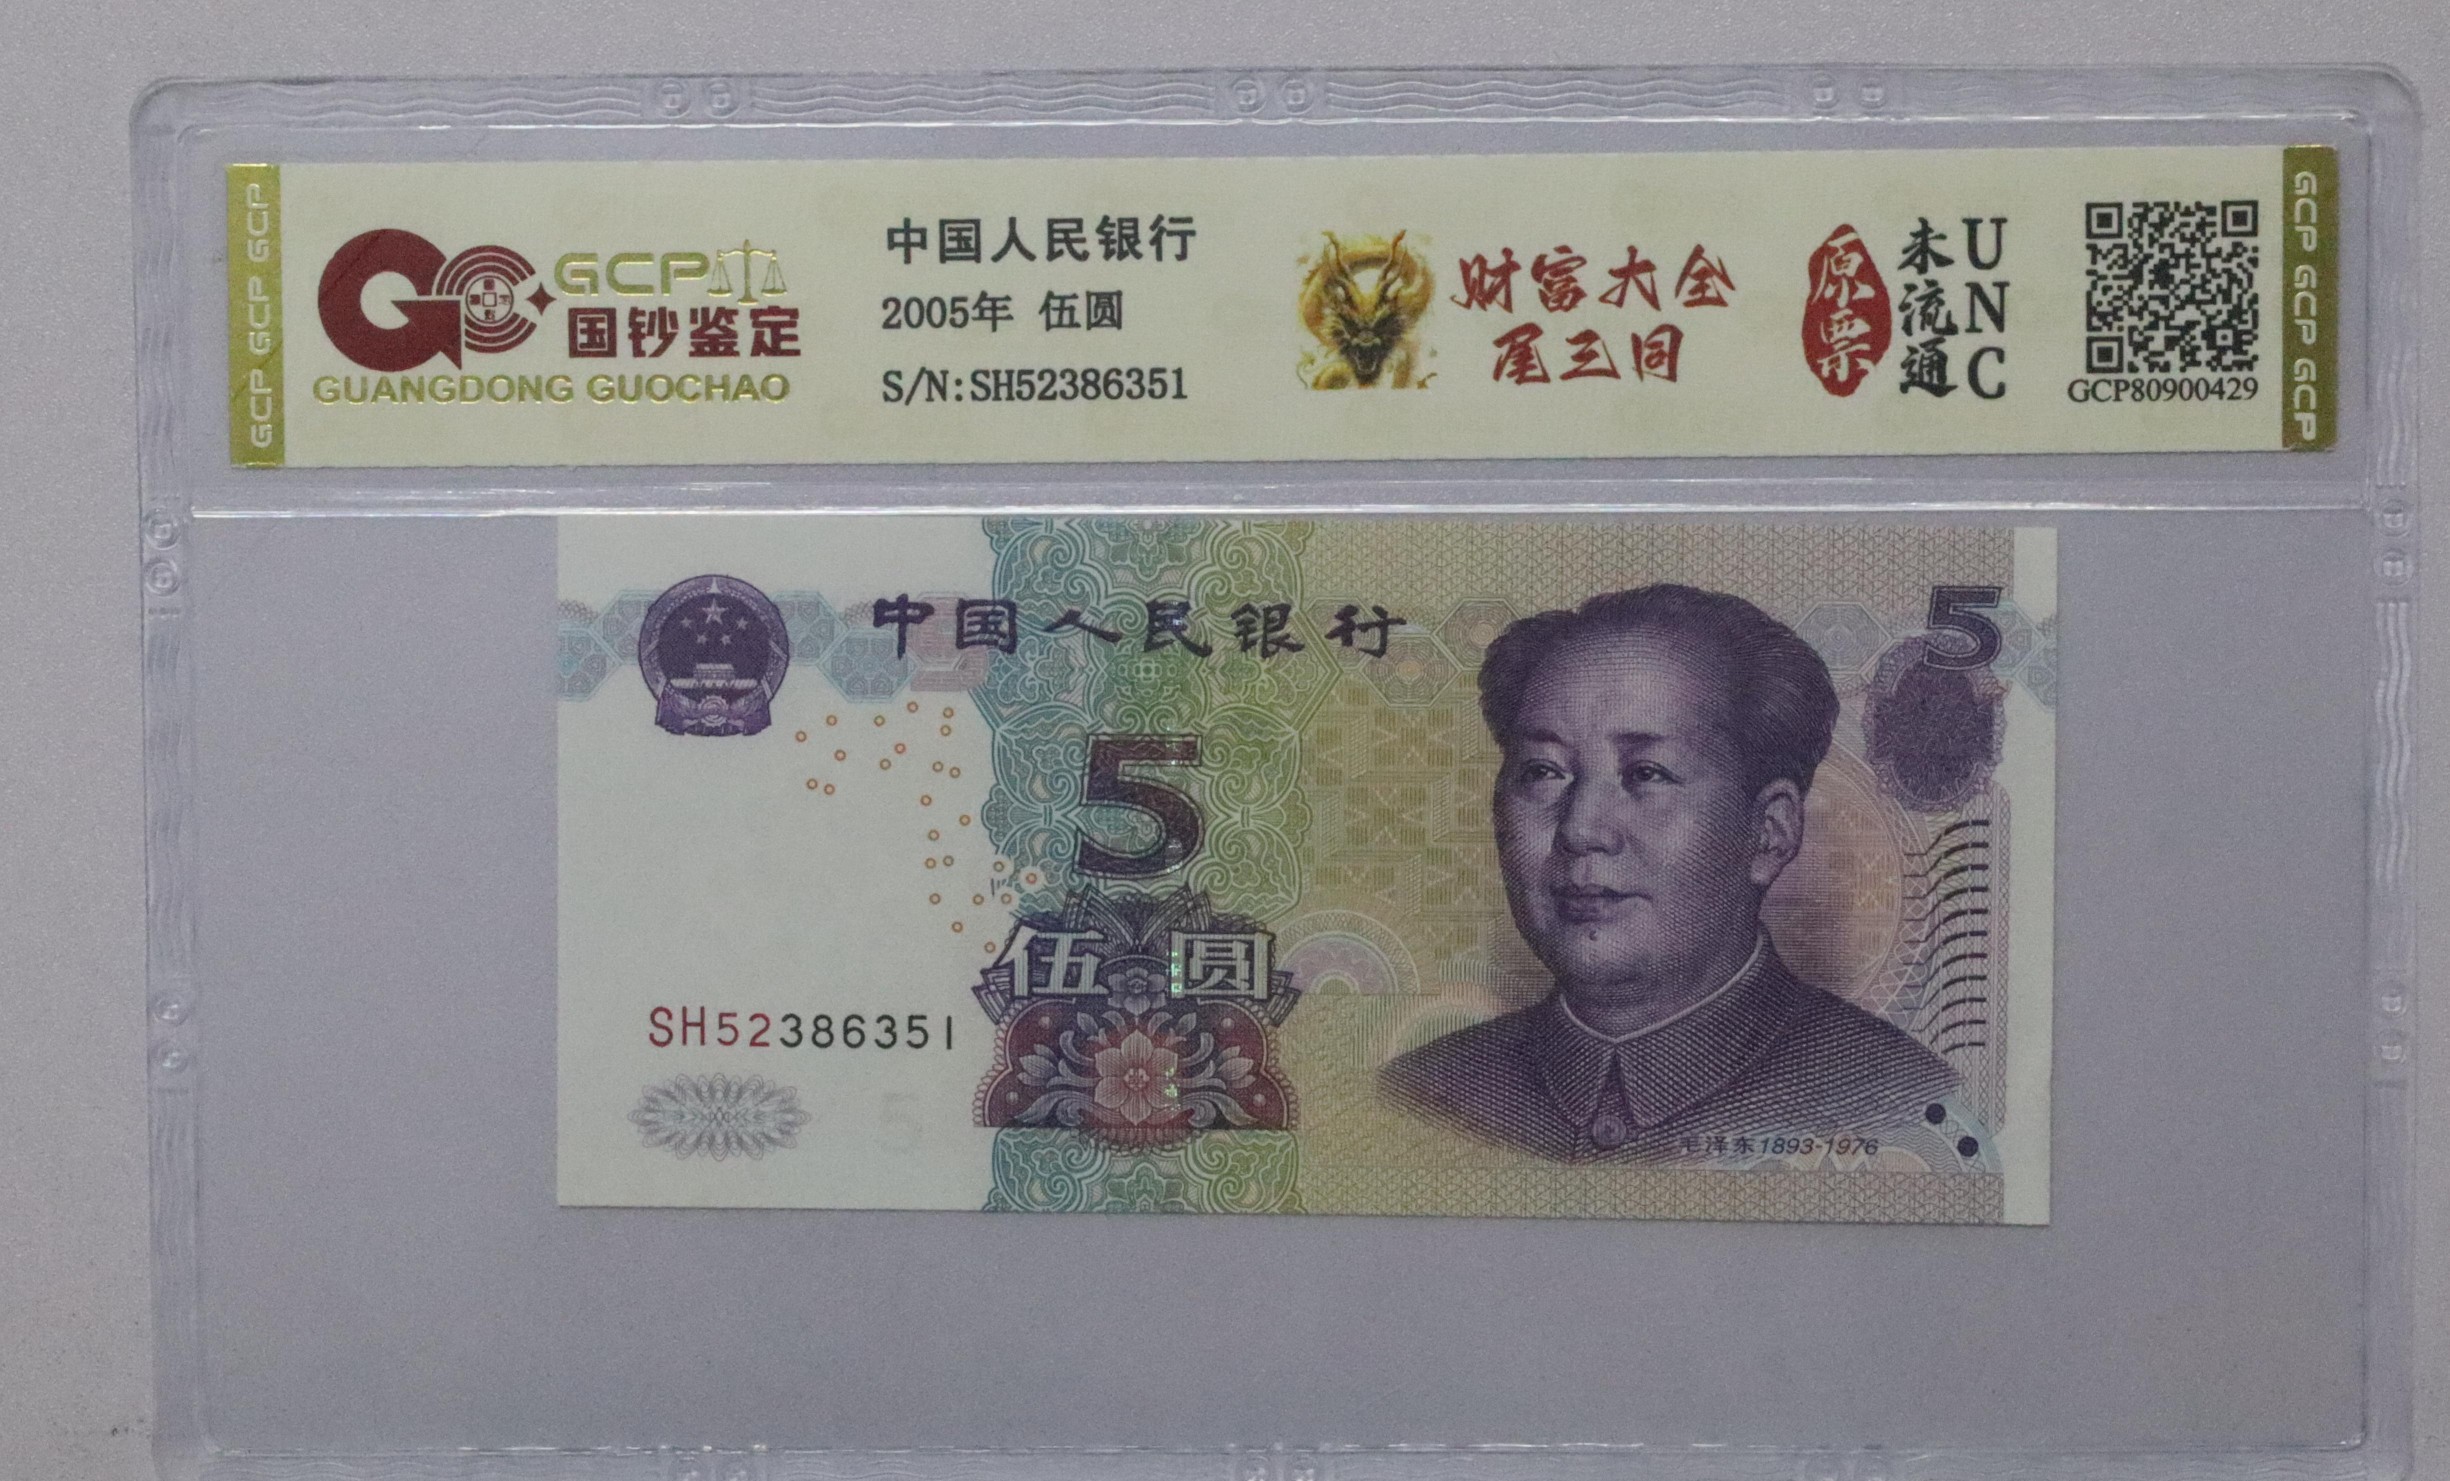 GCP GCP GCP
GCP
国钞鉴定
GUANGDONG GUOCHAO
中国人民银行
2005年 伍圆
S/N:SH52386351
财富大全
尾三同
原票
未流通
UNC
GCP80900429
GCP GCP GCP
中国人民银行
5
5
伍圆
SH52386351
5
毛泽东1893-1976